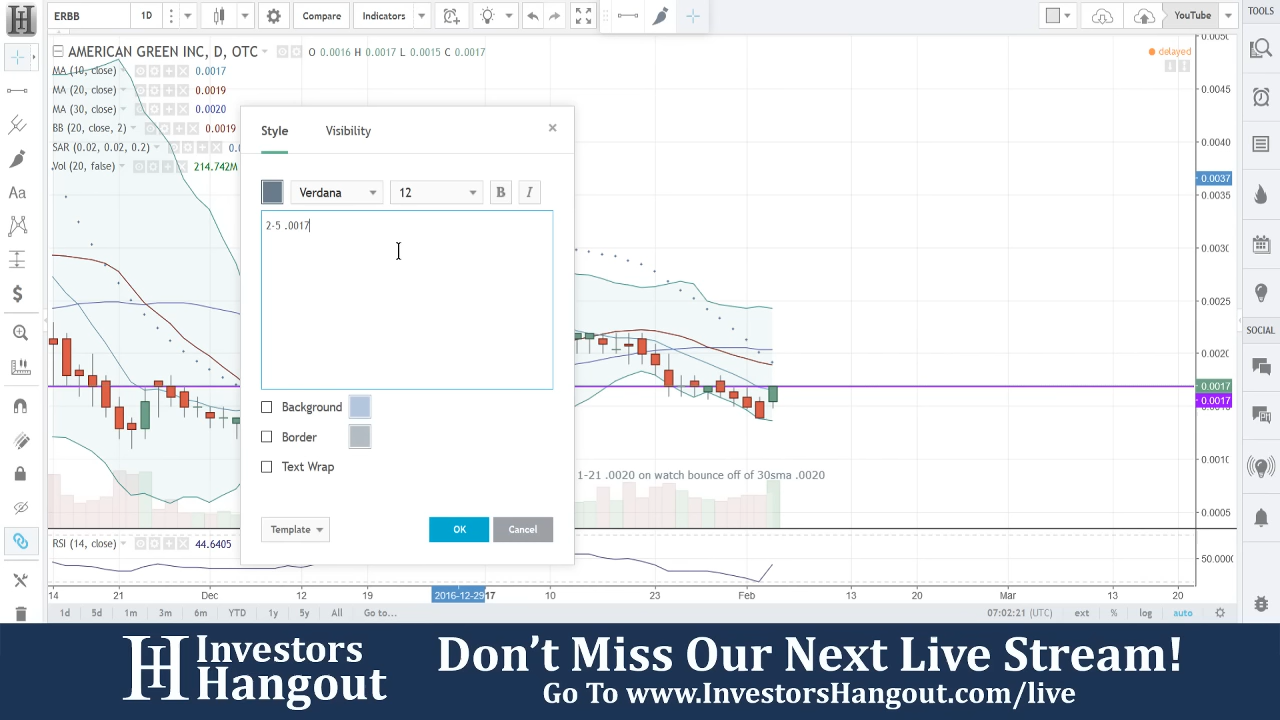 ERBB 1D Compare Indicators YouTube TOOLS
AMERICAN GREEN INC, D, OTC O 0.0016 H 0.0017 L 0.0015 C 0.0017
delayed
MA (10, close) 0.0017
MA (20, close) 0.0019
MA (30, close) 0.0020
BB (20, close, 2) 0.0019
SAR (0.02, 0.02, 0.2) 0.0
Vol (20, false) 214.742M
Style Visibility
Verdana 12 B I
2-5 .0017
Background
Border
Text Wrap
Template OK Cancel
1-21 .0020 on watch bounce off of 30sma .0020
RSI (14, close) 44.6405
0.0045
0.0040
0.0037
0.0035
0.0030
0.0025
0.0020
0.0017
0.0017
0.0010
0.0005
50.0000
SOCIAL
Aa
$
14 21 Dec 12 19 2016-12-29 17 10 23 Feb 13 20 Mar 13 20
1d 5d 1m 3m 6m YTD 1y 5y All Go to... 07:02:21 (UTC) ext % log auto
Investors
Hangout
Don’t Miss Our Next Live Stream!
Go To www.InvestorsHangout.com/live